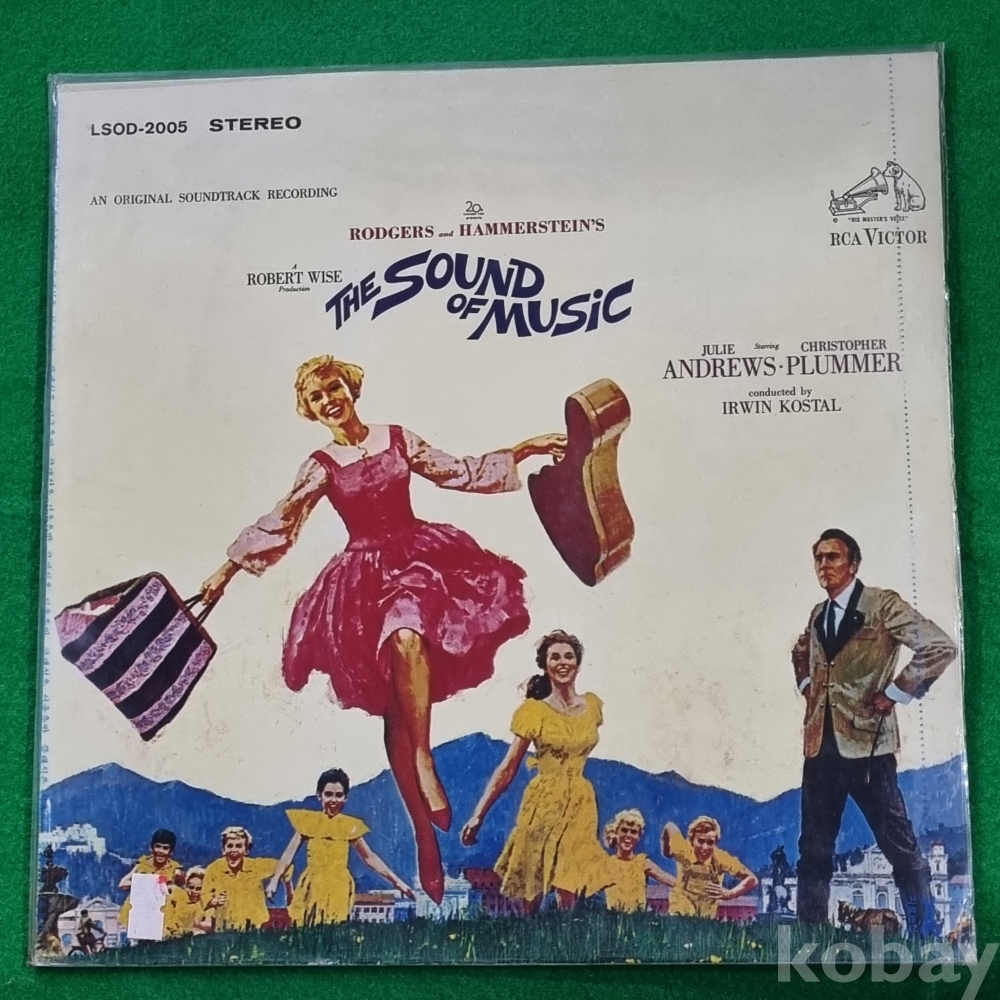 LSOD-2005 STEREO
AN ORIGINAL SOUNDTRACK RECORDING
20
presents
RODGERS and HAMMERSTEIN'S
A
ROBERT WISE
Production
THE SOUND
OF MUSIC
"HIS MASTER'S VOICE"
RCA VICTOR
Starring
JULIE CHRISTOPHER
ANDREWS · PLUMMER
conducted by
IRWIN KOSTAL
kobay